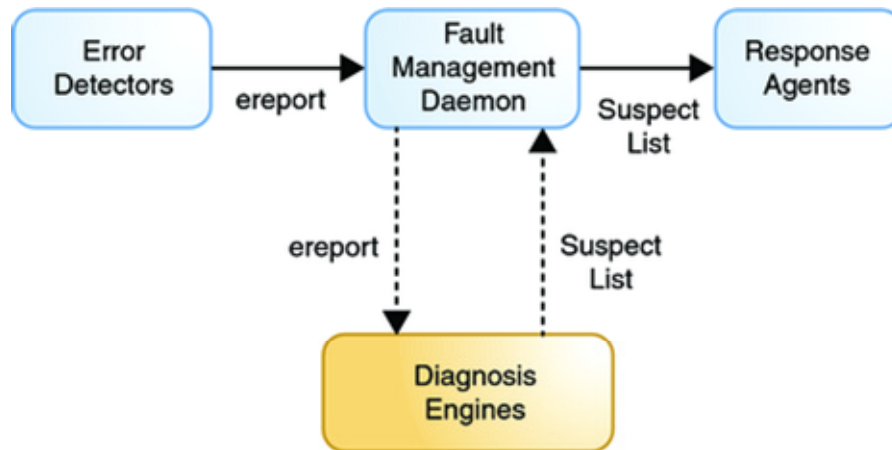 Error
Detectors
ereport
Fault
Management
Daemon
Suspect
List
Response
Agents
ereport
Suspect
List
Diagnosis
Engines